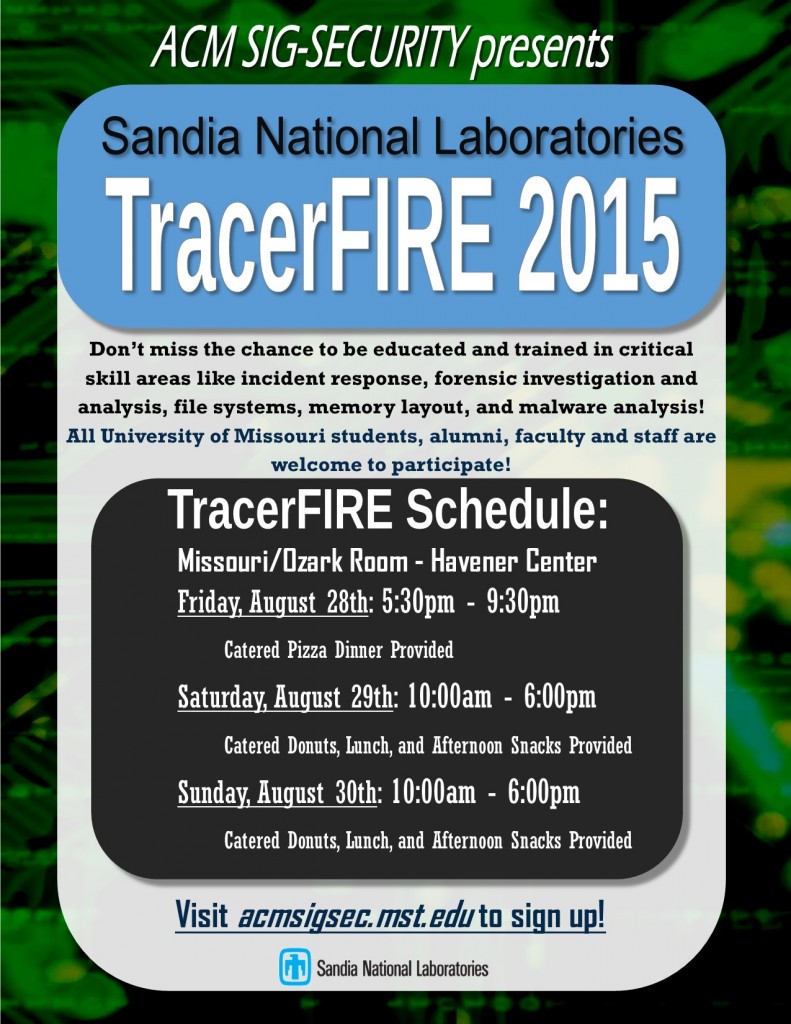 ACM SIG-SECURITY presents
Sandia National Laboratories
TracerFIRE 2015
Don't miss the chance to be educated and trained in critical
skill areas like incident response, forensic investigation and
analysis, file systems, memory layout, and malware analysis!
All University of Missouri students, alumni, faculty and staff are
welcome to participate!
TracerFIRE Schedule:
Missouri/Ozark Room - Havener Center
Friday, August 28th: 5:30pm - 9:30pm
Catered Pizza Dinner Provided
Saturday, August 29th: 10:00am - 6:00pm
Catered Donuts, Lunch, and Afternoon Snacks Provided
Sunday, August 30th: 10:00am - 6:00pm
Catered Donuts, Lunch, and Afternoon Snacks Provided
Visit acmsigsec.mst.edu to sign up!
Sandia National Laboratories